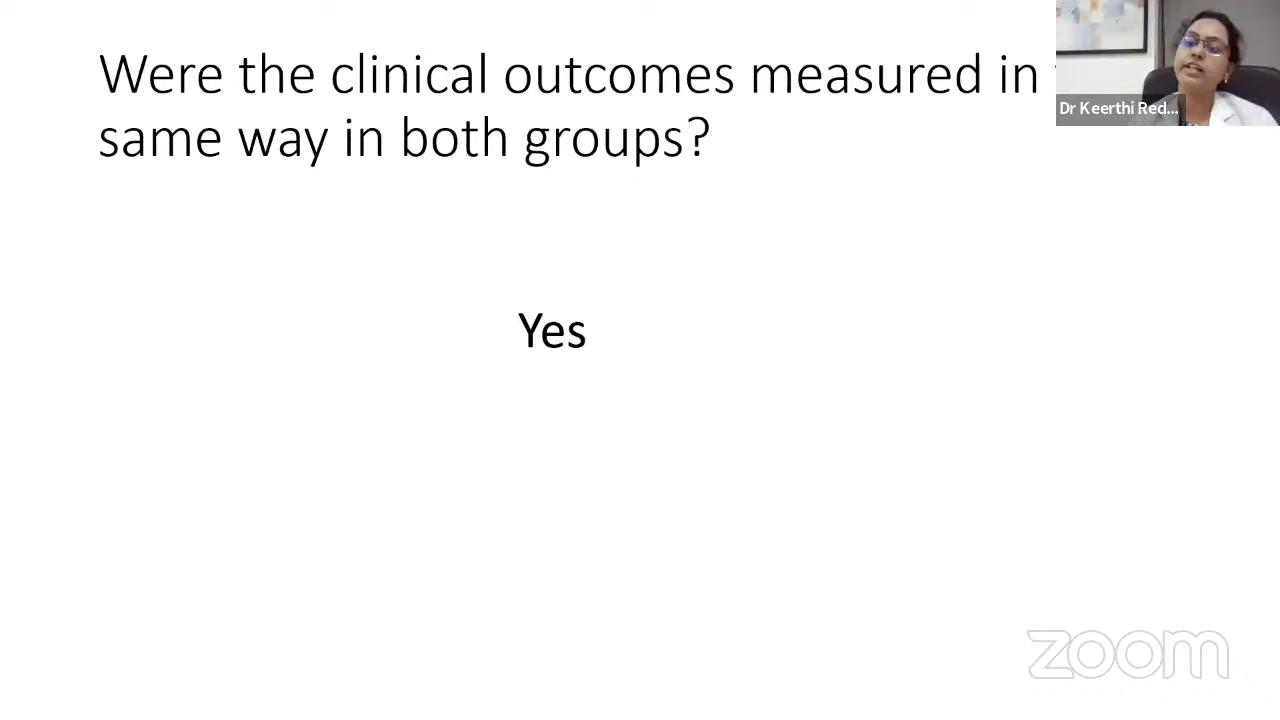 Were the clinical outcomes measured in
same way in both groups?
Dr Keerthi Red...
Yes
zoom